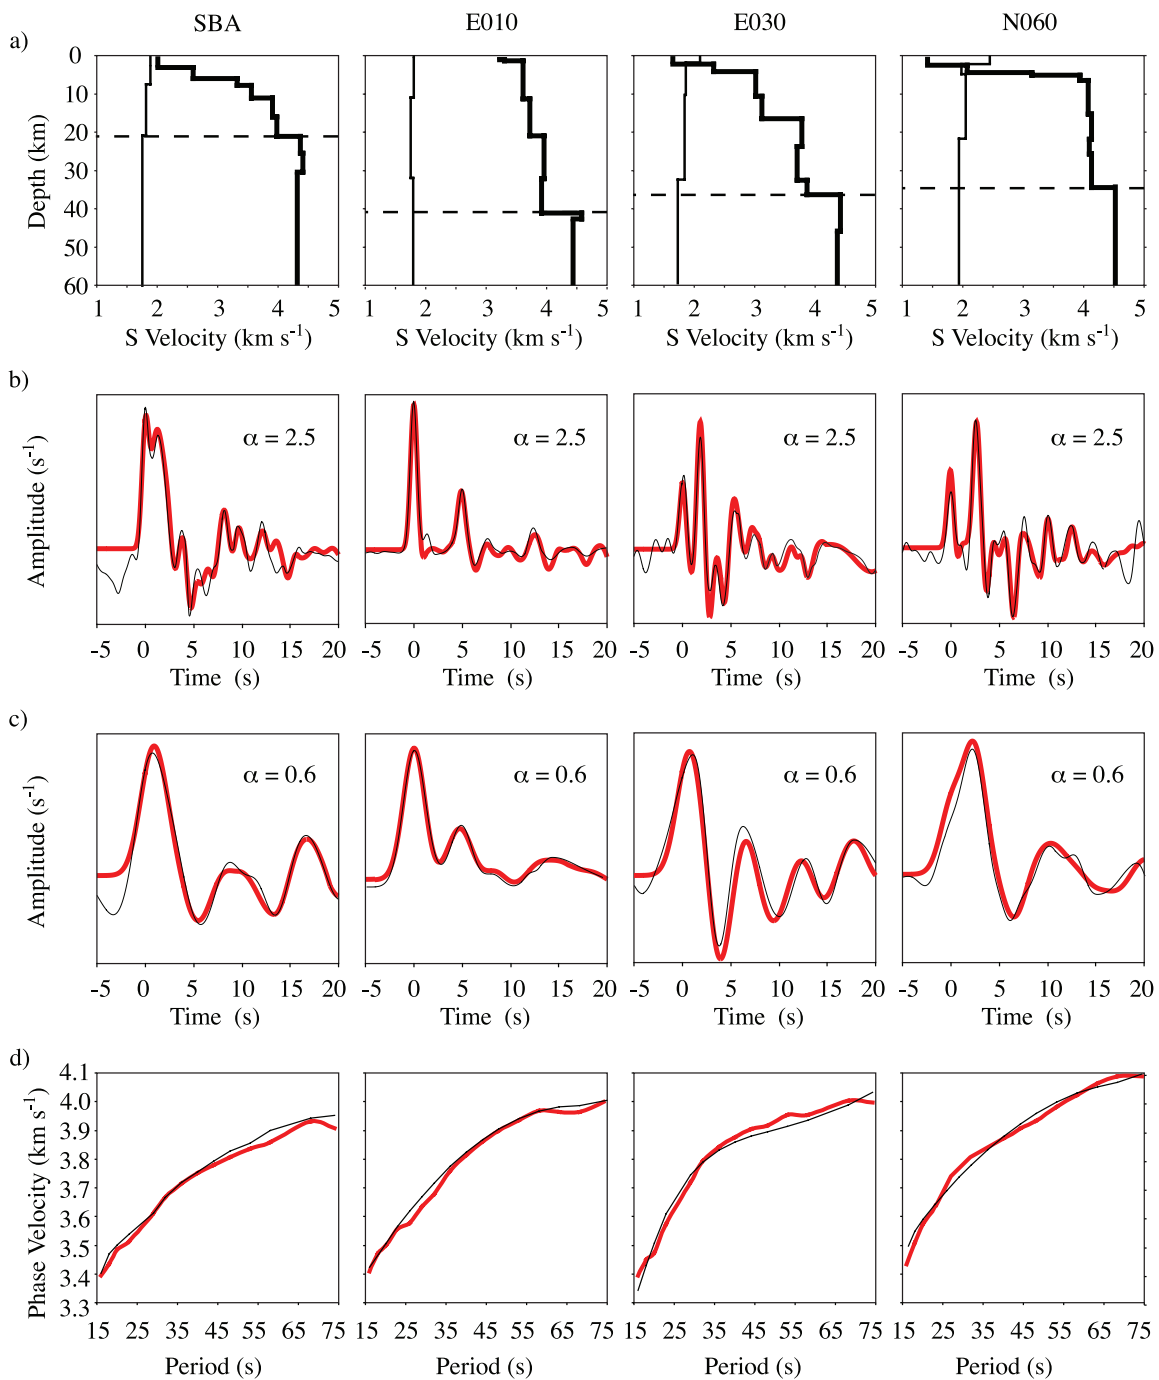 SBA E010 E030 N060
a)
0
10
20
30
40
50
60
Depth (km)
1 2 3 4 5 1 2 3 4 5 1 2 3 4 5 1 2 3 4 5
S Velocity (km s-1) S Velocity (km s-1) S Velocity (km s-1) S Velocity (km s-1)
b)
Amplitude (s-1)
α = 2.5 α = 2.5 α = 2.5 α = 2.5
-5 0 5 10 15 20 -5 0 5 10 15 20 -5 0 5 10 15 20 -5 0 5 10 15 20
Time (s) Time (s) Time (s) Time (s)
c)
Amplitude (s-1)
α = 0.6 α = 0.6 α = 0.6 α = 0.6
-5 0 5 10 15 20 -5 0 5 10 15 20 -5 0 5 10 15 20 -5 0 5 10 15 20
Time (s) Time (s) Time (s) Time (s)
d)
4.1
4.0
3.9
3.8
3.7
3.6
3.5
3.4
3.3
Phase Velocity (km s-1)
15 25 35 45 55 65 75 15 25 35 45 55 65 75 15 25 35 45 55 65 75 15 25 35 45 55 65 75
Period (s) Period (s) Period (s) Period (s)